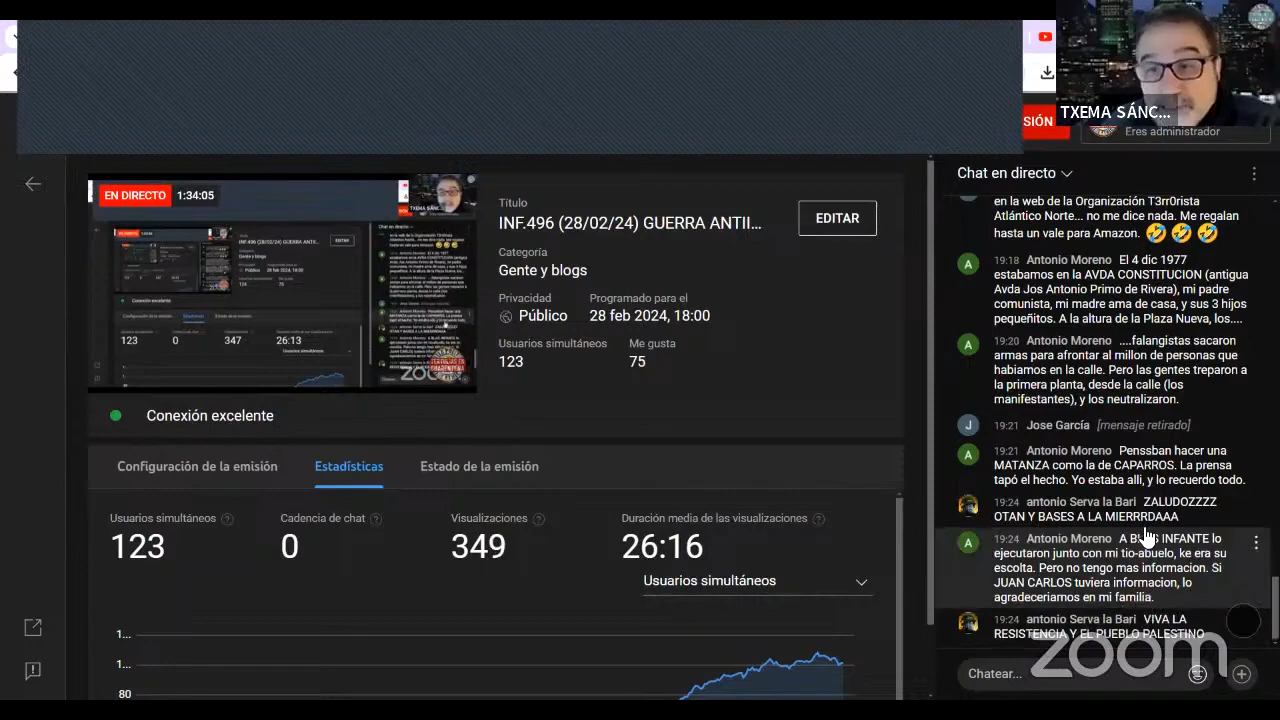 SIÓN
Eres administrador
TXEMA SÁNC...
EN DIRECTO 1:34:05
Título
INF.496 (28/02/24) GUERRA ANTII...
EDITAR
Categoría
Gente y blogs
Privacidad
Público
Programado para el
28 feb 2024, 18:00
Usuarios simultáneos
123
Me gusta
75
Conexión excelente
Configuración de la emisión
Estadísticas
Estado de la emisión
Usuarios simultáneos
123
Cadencia de chat
0
Visualizaciones
349
Duración media de las visualizaciones
26:16
Usuarios simultáneos
1...
1...
80
Chat en directo
en la web de la Organización T3rr0rista
Atlántico Norte... no me dice nada. Me regalan
hasta un vale para Amazon. 🤣🤣🤣
19:18 Antonio Moreno El 4 dic 1977
estabamos en la AVDA CONSTITUCION (antigua
Avda Jos Antonio Primo de Rivera), mi padre
comunista, mi madre ama de casa, y sus 3 hijos
pequeñitos. A la altura de la Plaza Nueva, los....
19:20 Antonio Moreno ....falangistas sacaron
armas para afrontal al millon de personas que
habiamos en la calle. Pero las gentes treparon a
la primera planta, desde la calle (los
manifestantes), y los neutralizaron.
19:21 Jose García [mensaje retirado]
19:21 Antonio Moreno Penssban hacer una
MATANZA como la de CAPARROS. La prensa
tapó el hecho. Yo estaba alli, y lo recuerdo todo.
19:24 antonio Serva la Bari ZALUDOZZZZ
OTAN Y BASES A LA MIERRRDAAA
19:24 Antonio Moreno A INFANTE lo
ejecutaron junto con mi tio-abuelo, ke era su
escolta. Pero no tengo mas informacion. Si
JUAN CARLOS tuviera informacion, lo
agradeceriamos en mi familia.
19:24 antonio Serva la Bari VIVA LA
RESISTENCIA Y EL PUEBLO PALESTINO
Chatear...
zoom